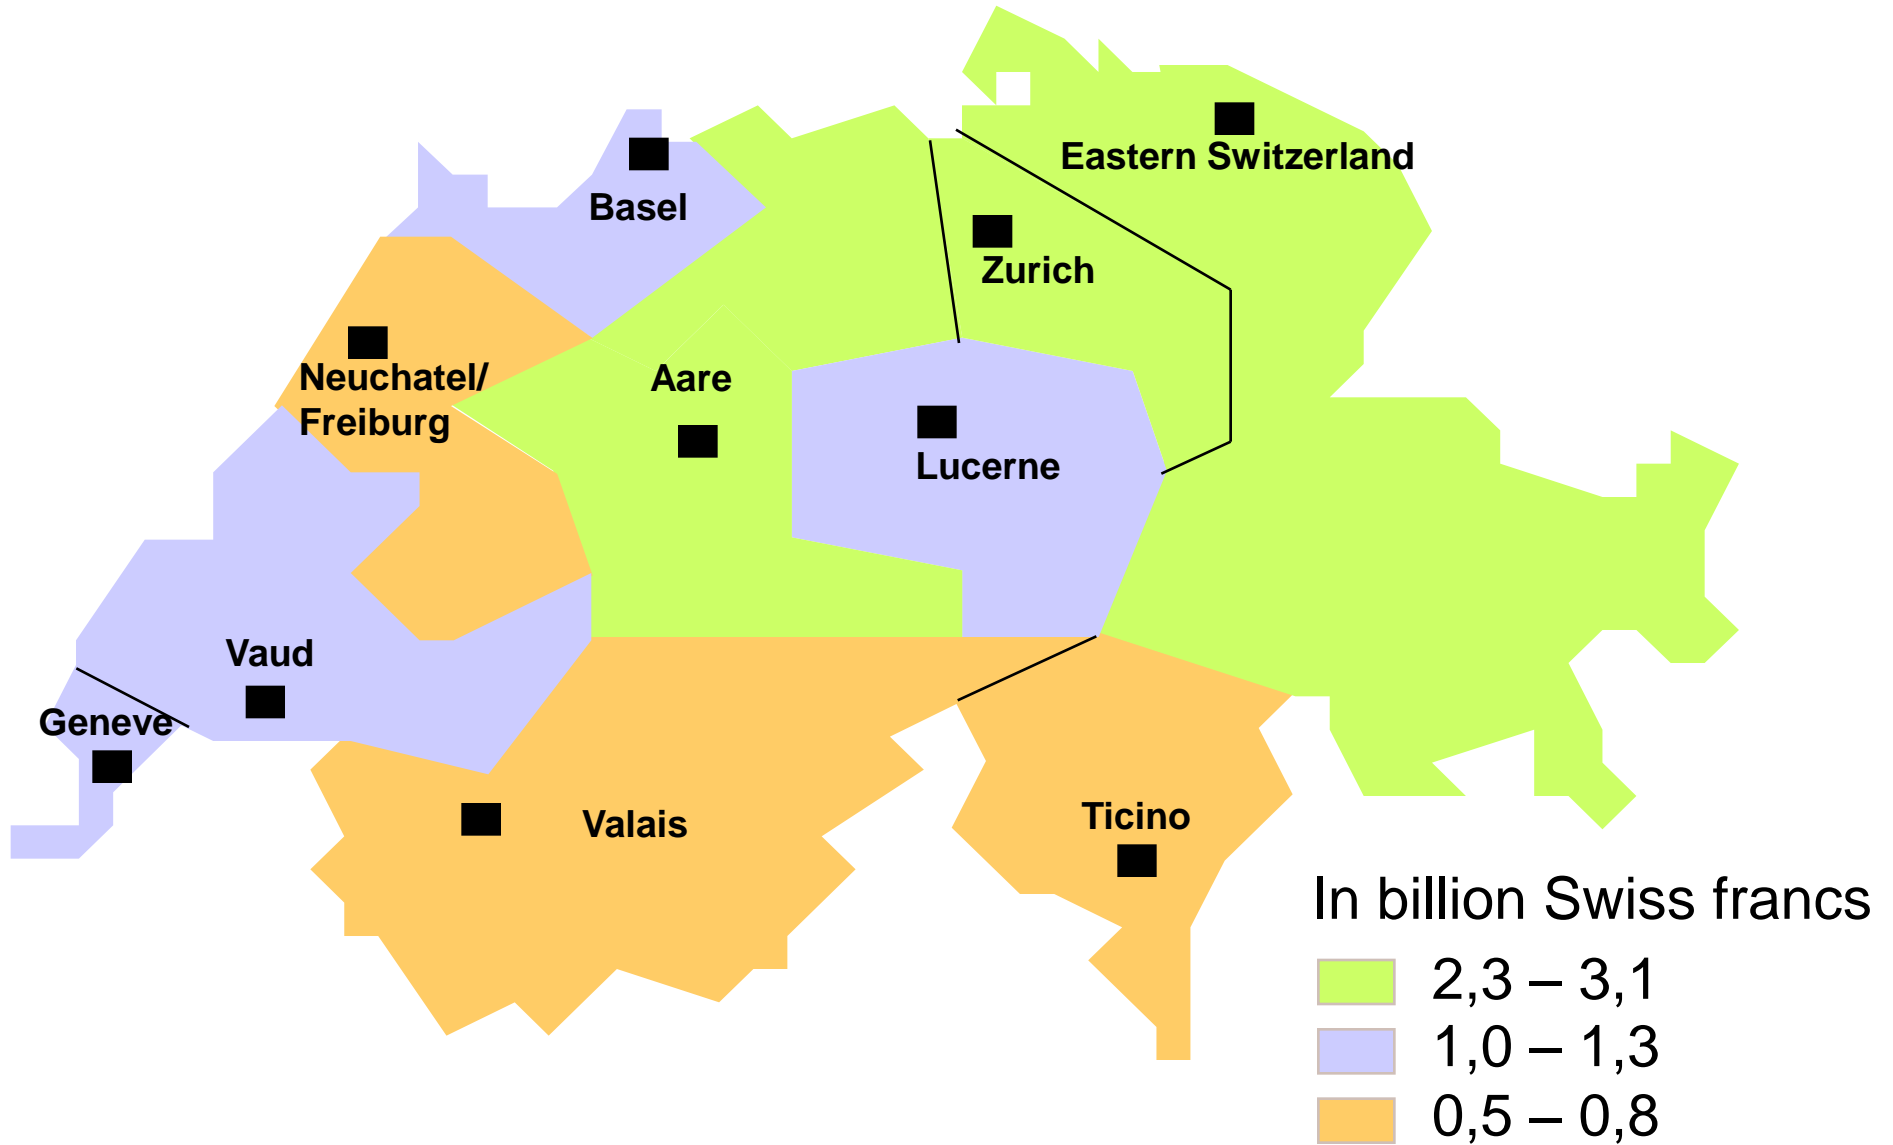 Eastern Switzerland
Basel
Zurich
Neuchatel/
Freiburg
Aare
Lucerne
Vaud
Geneve
Valais
Ticino
In billion Swiss francs
2,3 – 3,1
1,0 – 1,3
0,5 – 0,8